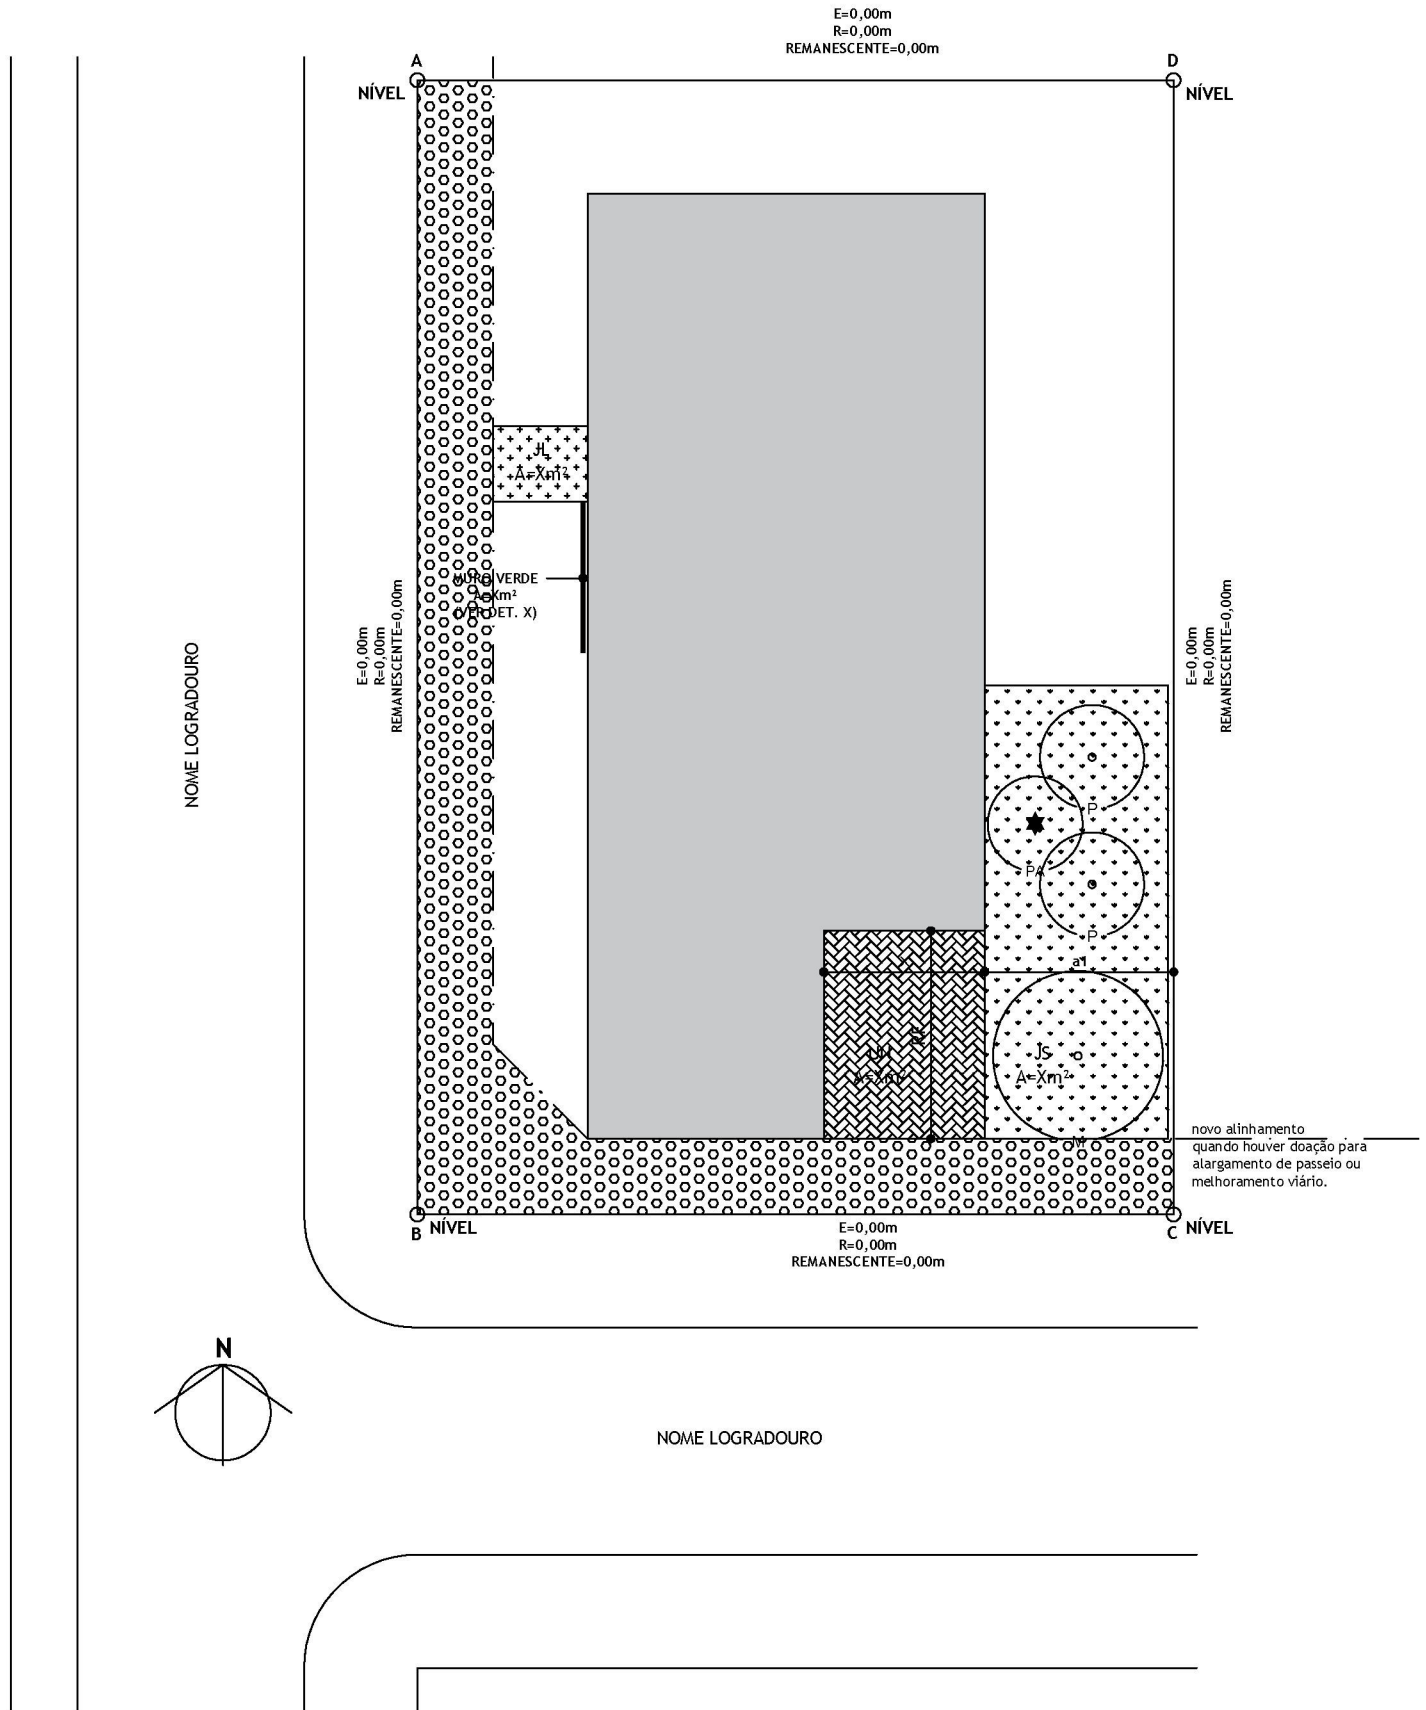 E=0,00m
R=0,00m
REMANESCENTE=0,00m
A
D
NÍVEL
NÍVEL
JL
A=Xm²
MURO VERDE
A=Xm²
(VER DET. X)
E=0,00m
R=0,00m
REMANESCENTE=0,00m
E=0,00m
R=0,00m
REMANESCENTE=0,00m
NOME LOGRADOURO
P
PA
P
a1
RF
A=Xm²
JS
A=Xm²
M
novo alinhamento
quando houver doação para
alargamento de passeio ou
melhoramento viário.
B
NÍVEL
C
NÍVEL
E=0,00m
R=0,00m
REMANESCENTE=0,00m
N
NOME LOGRADOURO